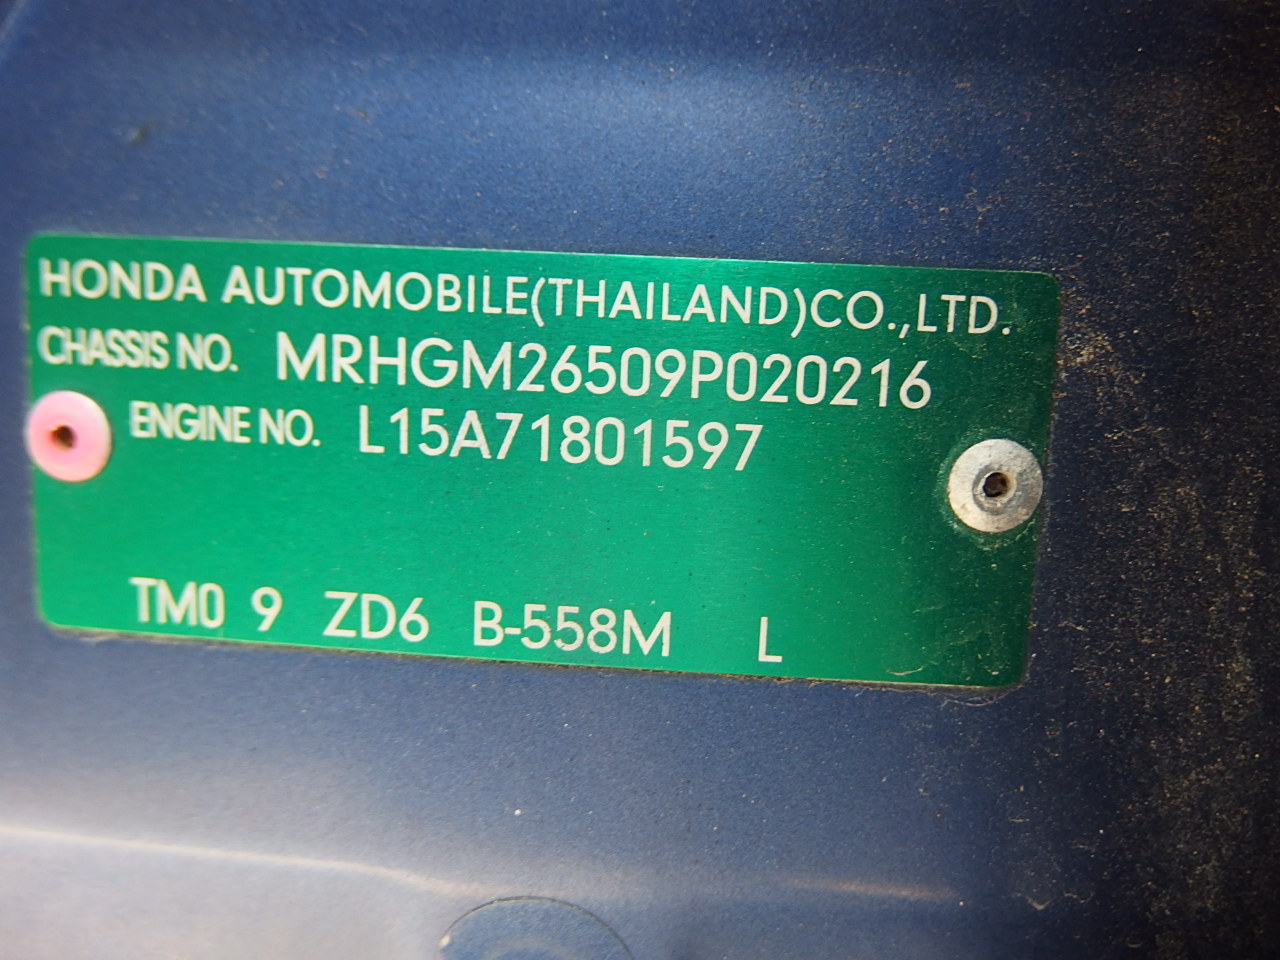 HONDA AUTOMOBILE(THAILAND)CO.,LTD.
CHASSIS NO. MRHGM26509P020216
ENGINE NO. L15A71801597
TM0 9 ZD6 B-558M L